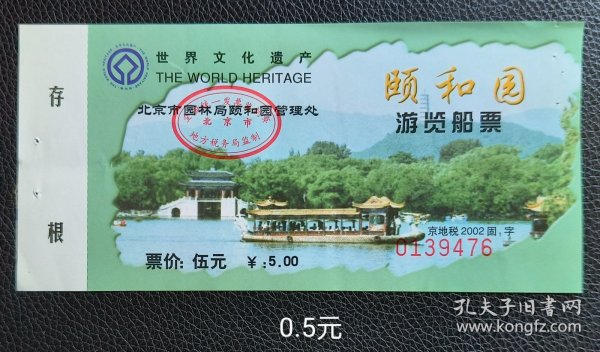 存根
世界文化遗产
THE WORLD HERITAGE
北京市园林局颐和园管理处
北京市
地方税务局监制
颐和园
游览船票
京地税2002固,字
0139476
票价:伍元 ¥:5.00
0.5元
孔夫子旧书网
www.kongfz.com